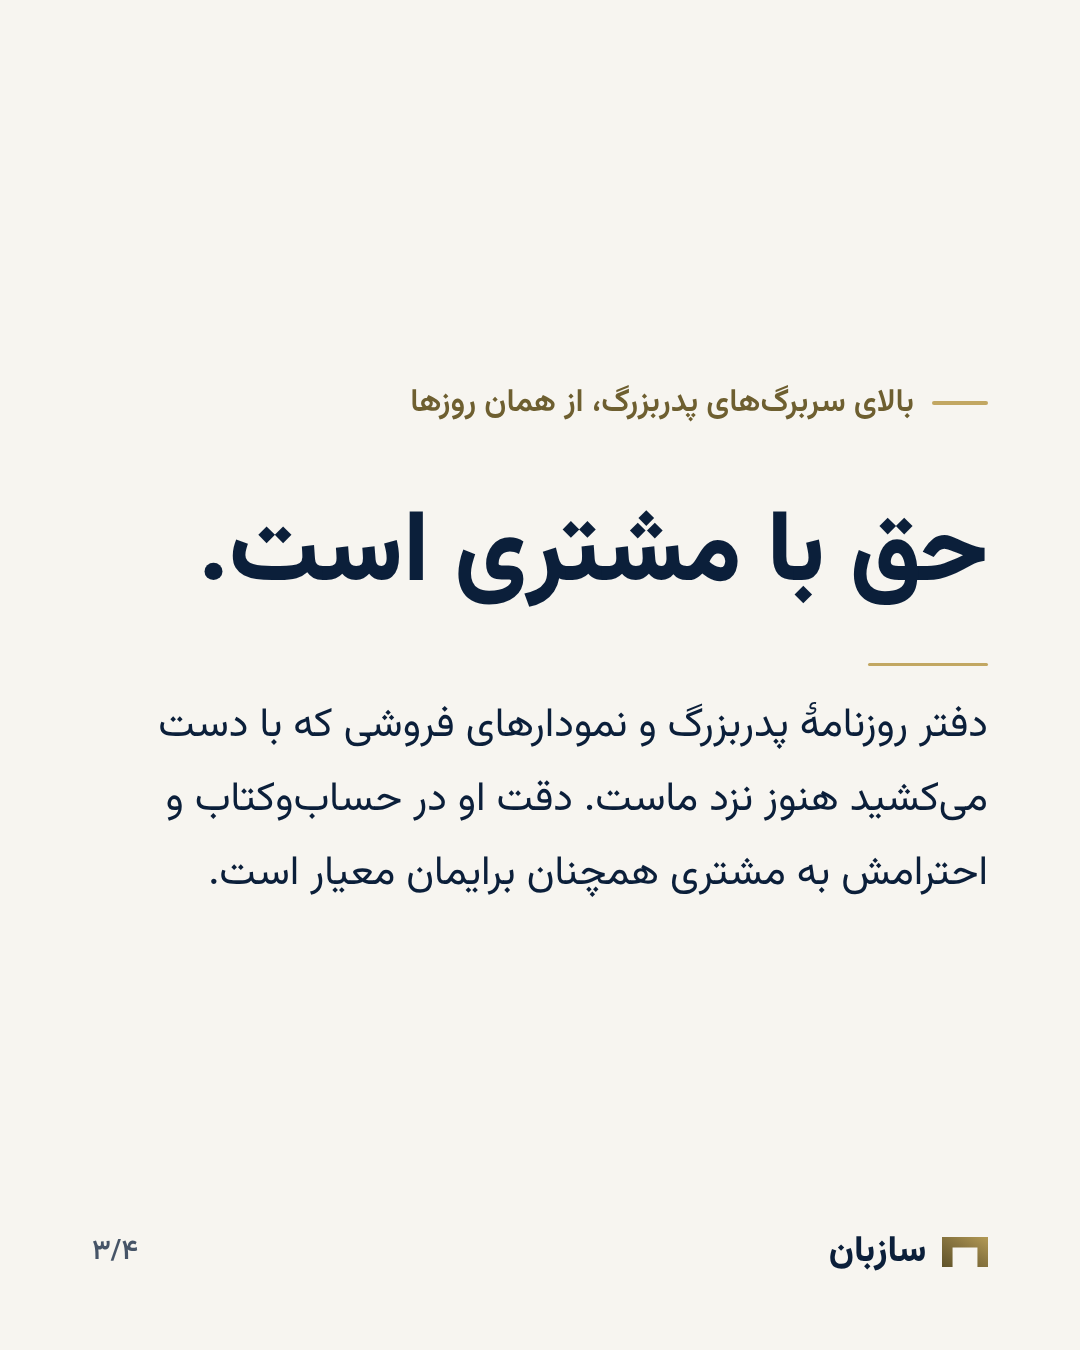 بالای سربرگ‌های پدربزرگ، از همان روزها
حق با مشتری است.
دفتر روزنامهٔ پدربزرگ و نمودارهای فروشی که با دست
می‌کشید هنوز نزد ماست. دقت او در حساب‌وکتاب و
احترامش به مشتری همچنان برایمان معیار است.
سازبان
۳/۴